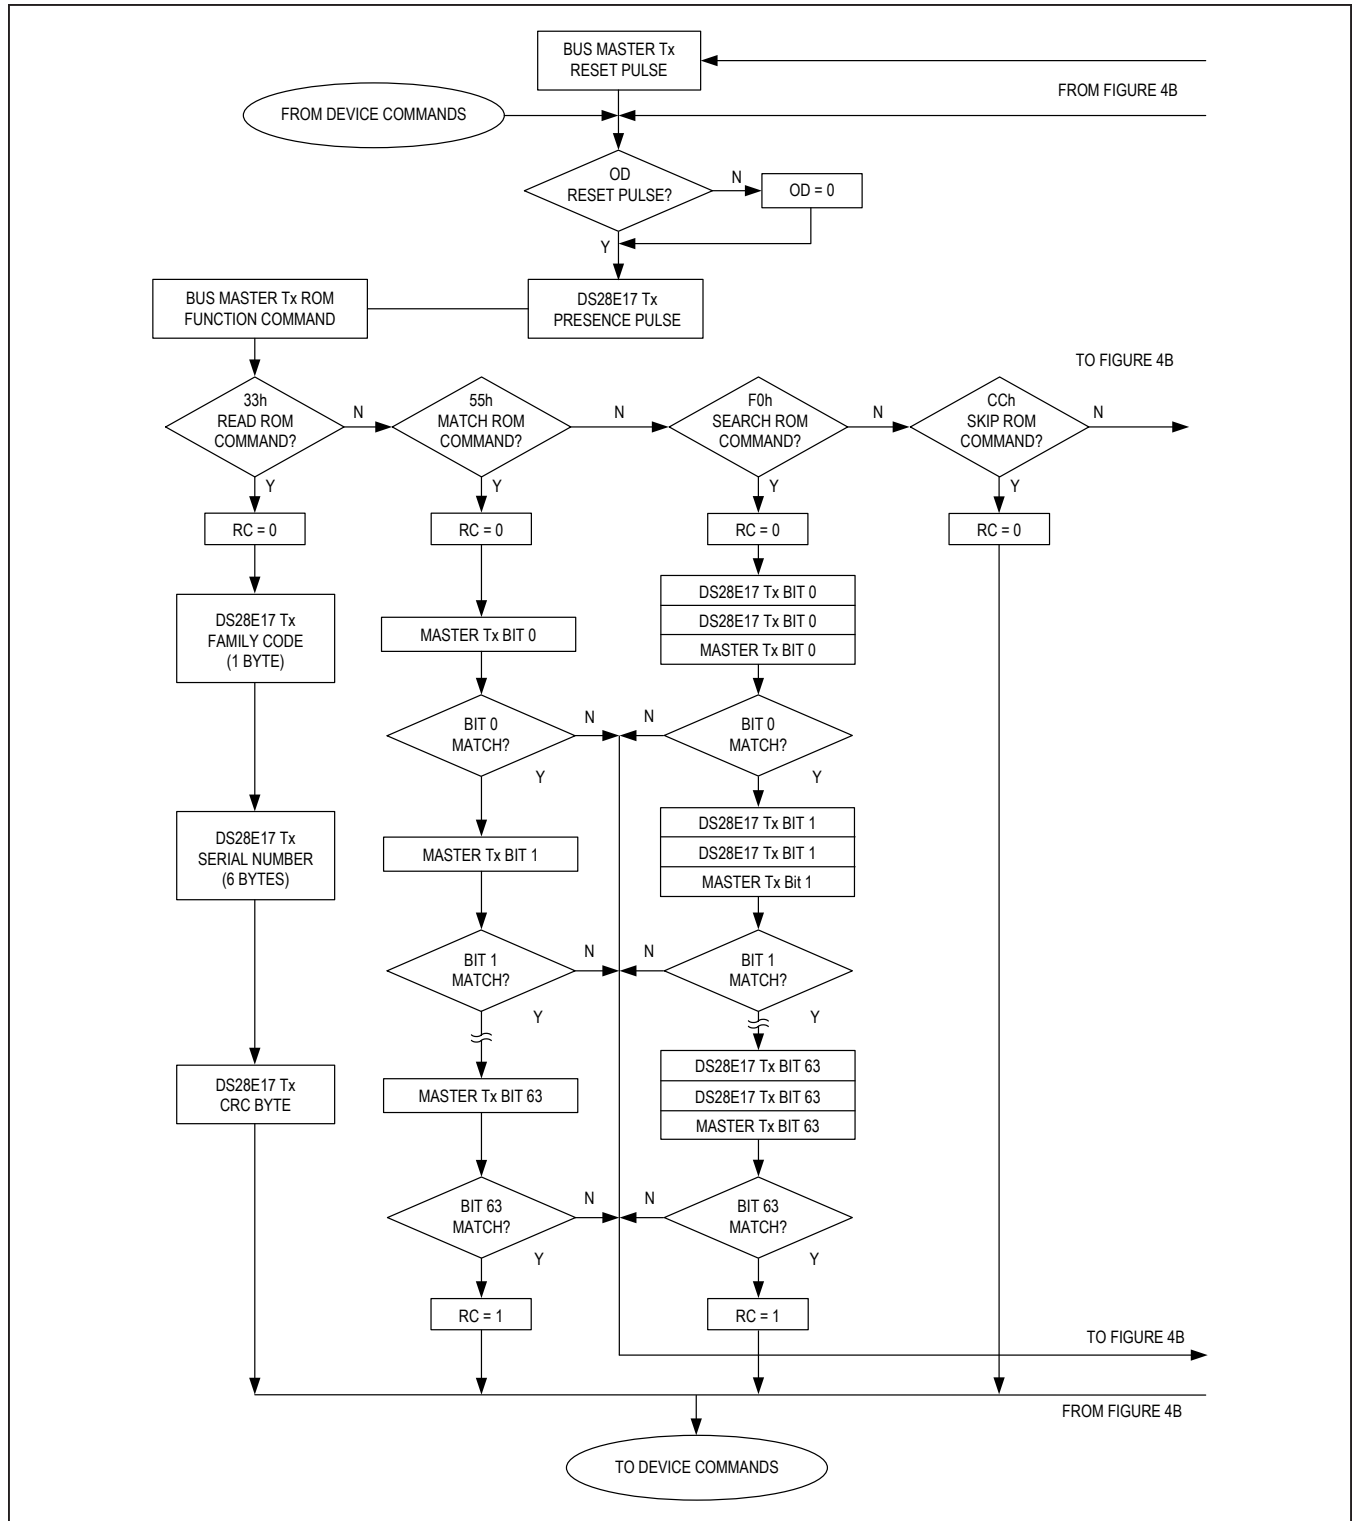 BUS MASTER Tx
RESET PULSE
FROM FIGURE 4B
FROM DEVICE COMMANDS
OD
RESET PULSE?
N
OD = 0
Y
BUS MASTER Tx ROM
FUNCTION COMMAND
DS28E17 Tx
PRESENCE PULSE
TO FIGURE 4B
33h
READ ROM
COMMAND?
N
55h
MATCH ROM
COMMAND?
N
F0h
SEARCH ROM
COMMAND?
N
CCh
SKIP ROM
COMMAND?
N
Y
Y
Y
Y
RC = 0
RC = 0
RC = 0
RC = 0
DS28E17 Tx
FAMILY CODE
(1 BYTE)
MASTER Tx BIT 0
DS28E17 Tx BIT 0
DS28E17 Tx BIT 0
MASTER Tx BIT 0
BIT 0
MATCH?
N
N
BIT 0
MATCH?
Y
Y
DS28E17 Tx
SERIAL NUMBER
(6 BYTES)
MASTER Tx BIT 1
DS28E17 Tx BIT 1
DS28E17 Tx BIT 1
MASTER Tx Bit 1
BIT 1
MATCH?
N
N
BIT 1
MATCH?
Y
Y
DS28E17 Tx
CRC BYTE
MASTER Tx BIT 63
DS28E17 Tx BIT 63
DS28E17 Tx BIT 63
MASTER Tx BIT 63
BIT 63
MATCH?
N
N
BIT 63
MATCH?
Y
Y
RC = 1
RC = 1
TO FIGURE 4B
FROM FIGURE 4B
TO DEVICE COMMANDS